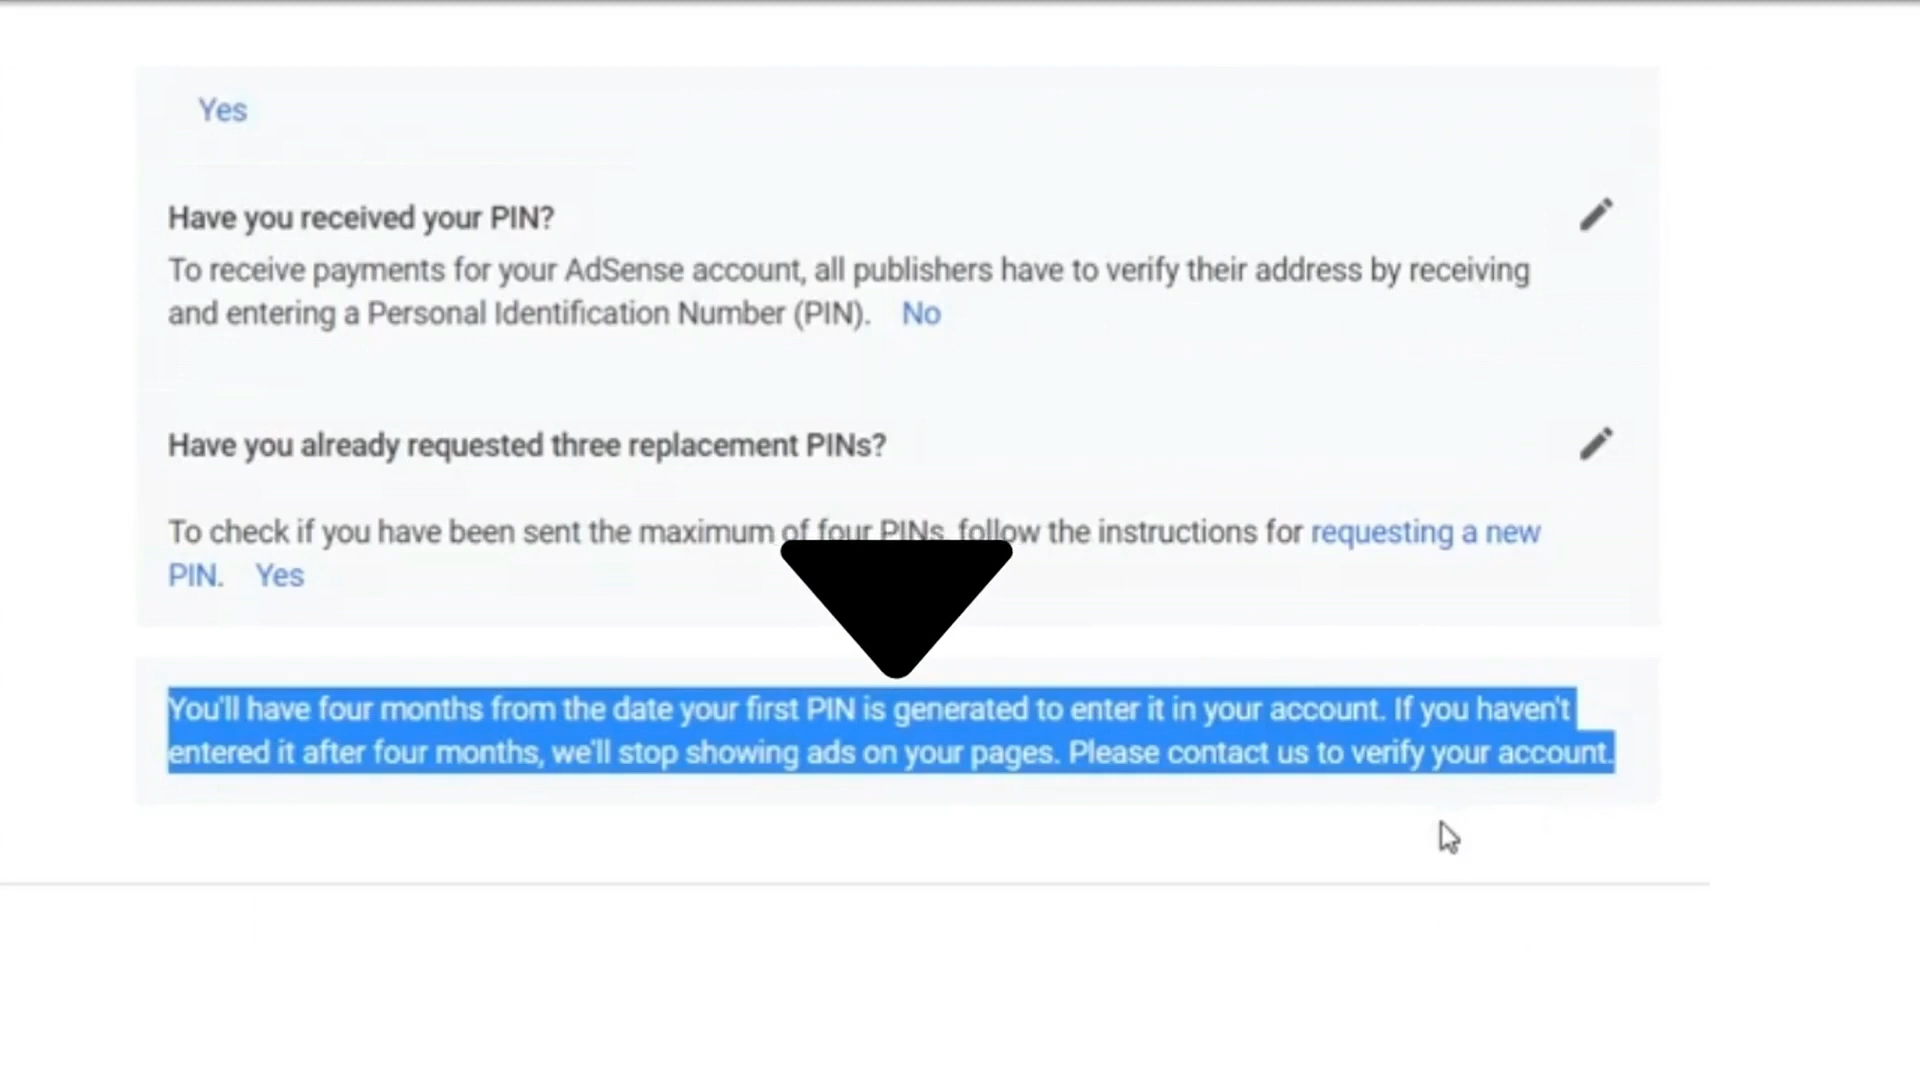 Yes
Have you received your PIN?
To receive payments for your AdSense account, all publishers have to verify their address by receiving
and entering a Personal Identification Number (PIN). No
Have you already requested three replacement PINs?
To check if you have been sent the maximum of four PINs, follow the instructions for requesting a new
PIN. Yes
You'll have four months from the date your first PIN is generated to enter it in your account. If you haven't
entered it after four months, we'll stop showing ads on your pages. Please contact us to verify your account.